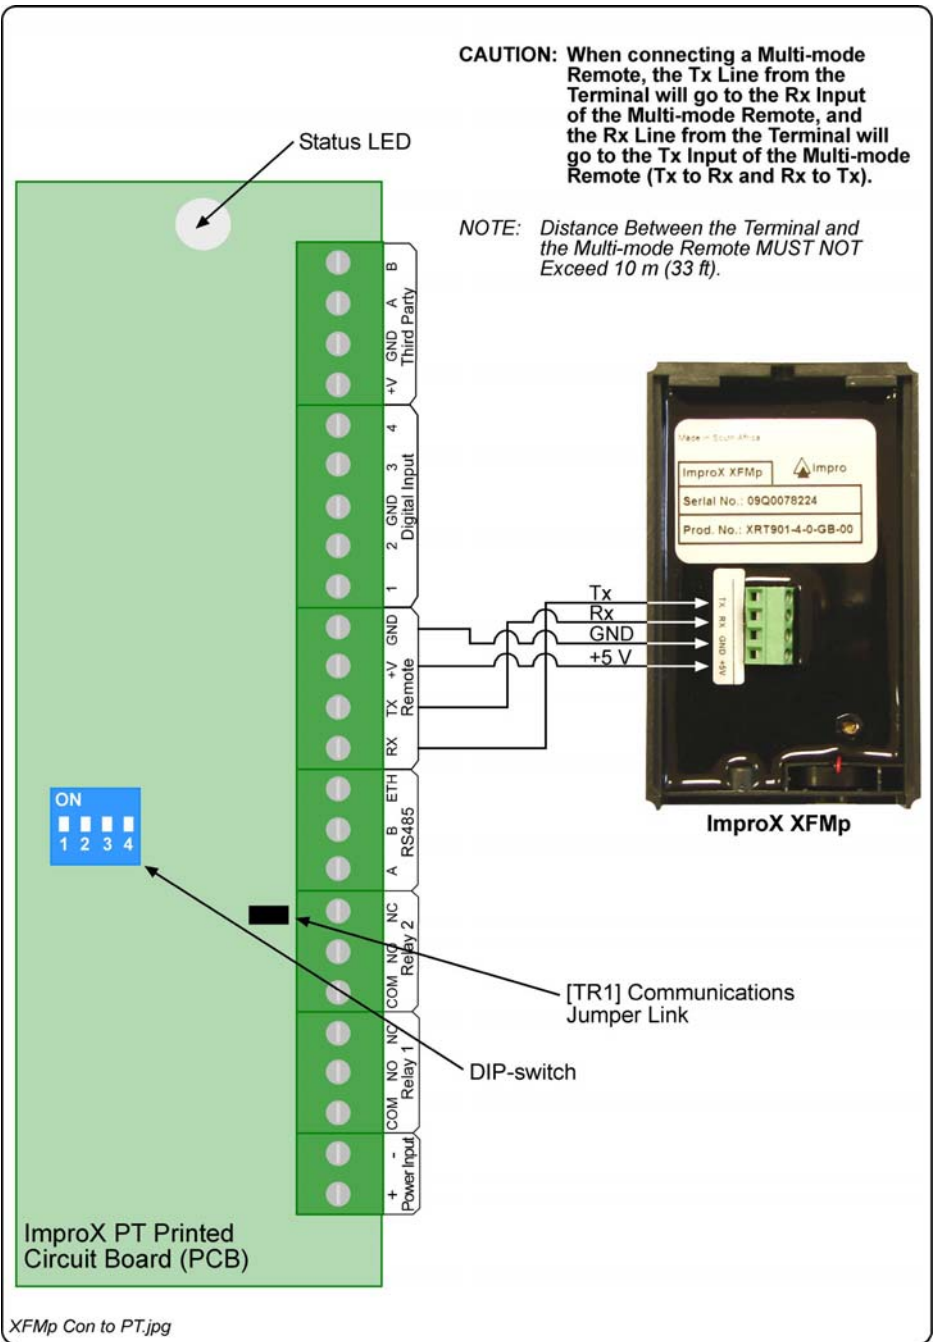 CAUTION: When connecting a Multi-mode
Remote, the Tx Line from the
Terminal will go to the Rx Input
of the Multi-mode Remote, and
the Rx Line from the Terminal will
go to the Tx Input of the Multi-mode
Remote (Tx to Rx and Rx to Tx).
Status LED
NOTE: Distance Between the Terminal and
the Multi-mode Remote MUST NOT
Exceed 10 m (33 ft).
B
A
GND
+V
Third Party
4
3
GND
2
1
Digital Input
GND
+V
TX
RX
Remote
ETH
B
A
RS485
NC
NO
COM
Relay 2
NC
NO
COM
Relay 1
-
+
Power Input
Made in South Africa
ImproX XFMp
Impro
Serial No.: 09Q0078224
Prod. No.: XRT901-4-0-GB-00
Tx
Rx
GND
+5 V
TX
RX
GND
+5V
ImproX XFMp
ON
1 2 3 4
[TR1] Communications
Jumper Link
DIP-switch
ImproX PT Printed
Circuit Board (PCB)
XFMp Con to PT.jpg